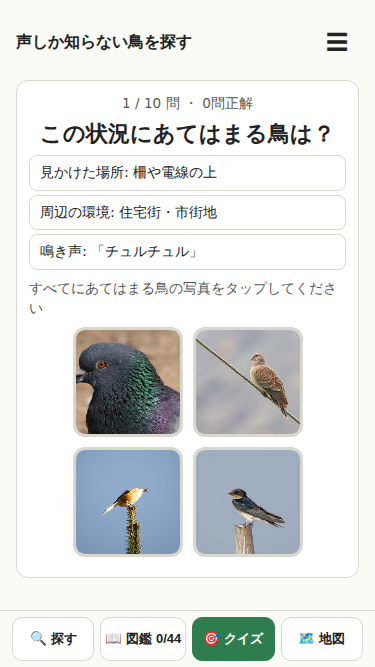 声しか知らない鳥を探す
1 / 10 問 ・ 0問正解
この状況にあてはまる鳥は？
見かけた場所: 柵や電線の上
周辺の環境: 住宅街・市街地
鳴き声: 「チュルチュル」
すべてにあてはまる鳥の写真をタップしてくださ
い
🔍 探す
📖 図鑑 0/44
🎯 クイズ
🗺️ 地図